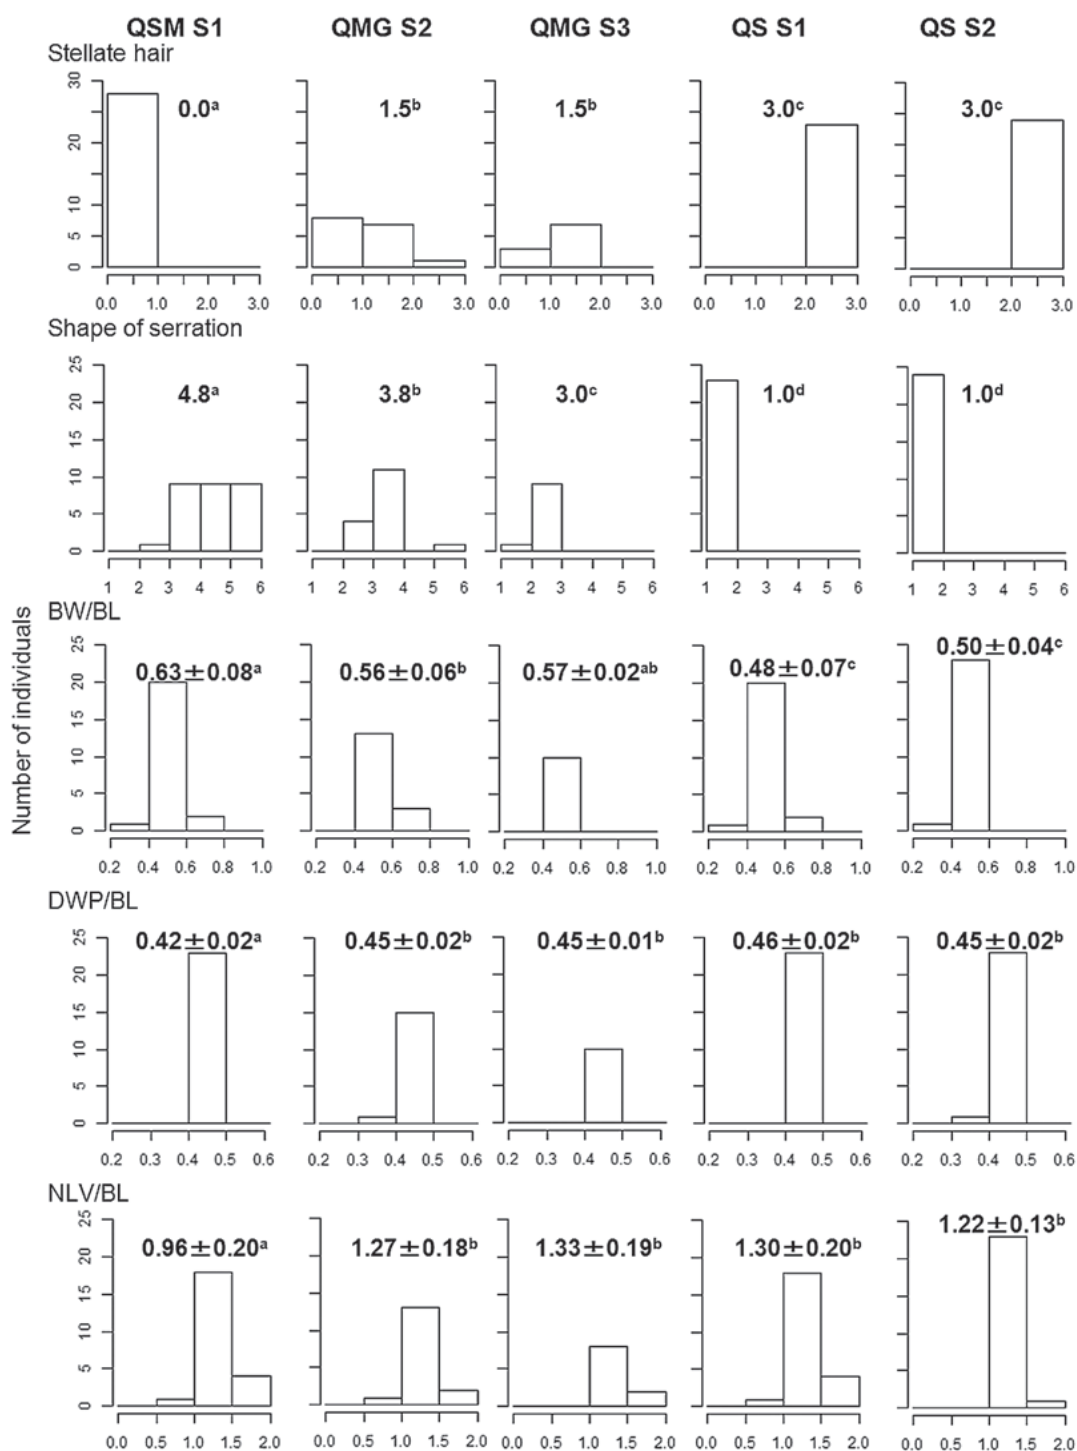 QSM S1 QMG S2 QMG S3 QS S1 QS S2
Stellate hair
0.0a 1.5b 1.5b 3.0c 3.0c
30
20
10
5
0
0.0 1.0 2.0 3.0 0.0 1.0 2.0 3.0 0.0 1.0 2.0 3.0 0.0 1.0 2.0 3.0 0.0 1.0 2.0 3.0
Shape of serration
4.8a 3.8b 3.0c 1.0d 1.0d
25
20
15
10
5
0
1 2 3 4 5 6 1 2 3 4 5 6 1 2 3 4 5 6 1 2 3 4 5 6 1 2 3 4 5 6
Number of individuals
BW/BL
0.63±0.08a 0.56±0.06b 0.57±0.02ab 0.48±0.07c 0.50±0.04c
25
20
15
10
5
0
0.2 0.4 0.6 0.8 1.0 0.2 0.4 0.6 0.8 1.0 0.2 0.4 0.6 0.8 1.0 0.2 0.4 0.6 0.8 1.0 0.2 0.4 0.6 0.8 1.0
DWP/BL
0.42±0.02a 0.45±0.02b 0.45±0.01b 0.46±0.02b 0.45±0.02b
25
20
15
10
5
0
0.2 0.3 0.4 0.5 0.6 0.2 0.3 0.4 0.5 0.6 0.2 0.3 0.4 0.5 0.6 0.2 0.3 0.4 0.5 0.6 0.2 0.3 0.4 0.5 0.6
NLV/BL
0.96±0.20a 1.27±0.18b 1.33±0.19b 1.30±0.20b 1.22±0.13b
25
20
15
10
5
0
0.0 0.5 1.0 1.5 2.0 0.0 0.5 1.0 1.5 2.0 0.0 0.5 1.0 1.5 2.0 0.0 0.5 1.0 1.5 2.0 0.0 0.5 1.0 1.5 2.0